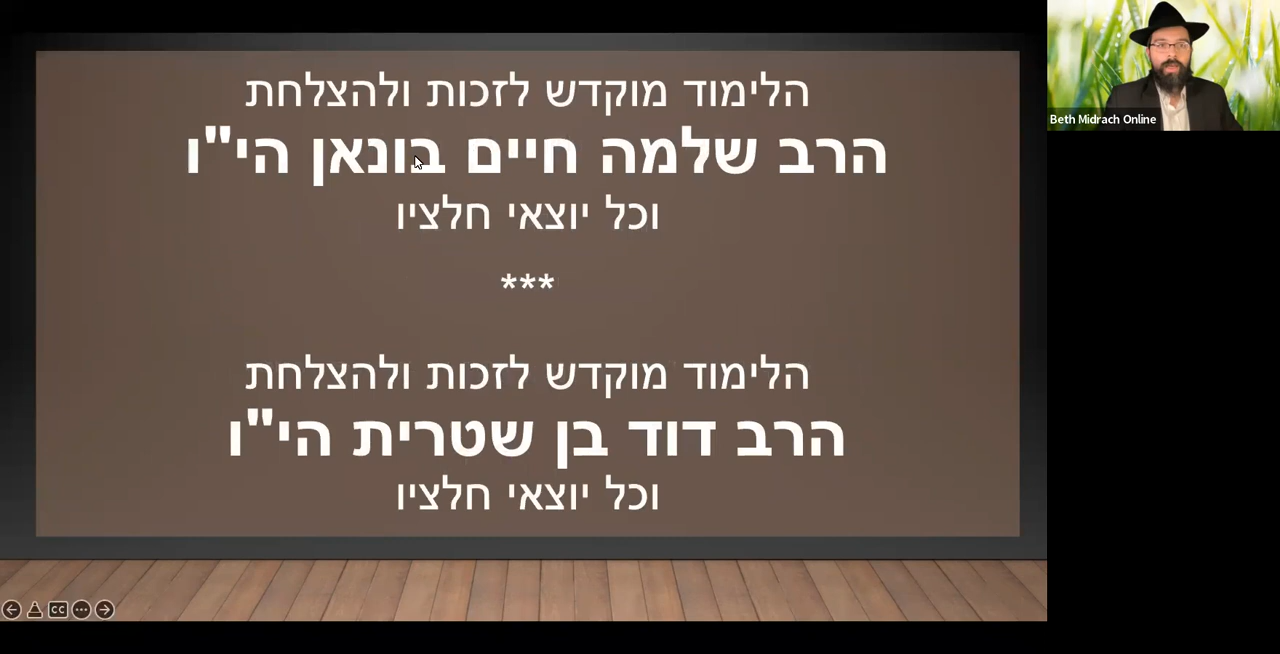 הלימוד מוקדש לזכות ולהצלחת
הרב שלמה חיים בונאן הי"ו
וכל יוצאי חלציו
***
הלימוד מוקדש לזכות ולהצלחת
הרב דוד בן שטרית הי"ו
וכל יוצאי חלציו
Beth Midrach Online
CC